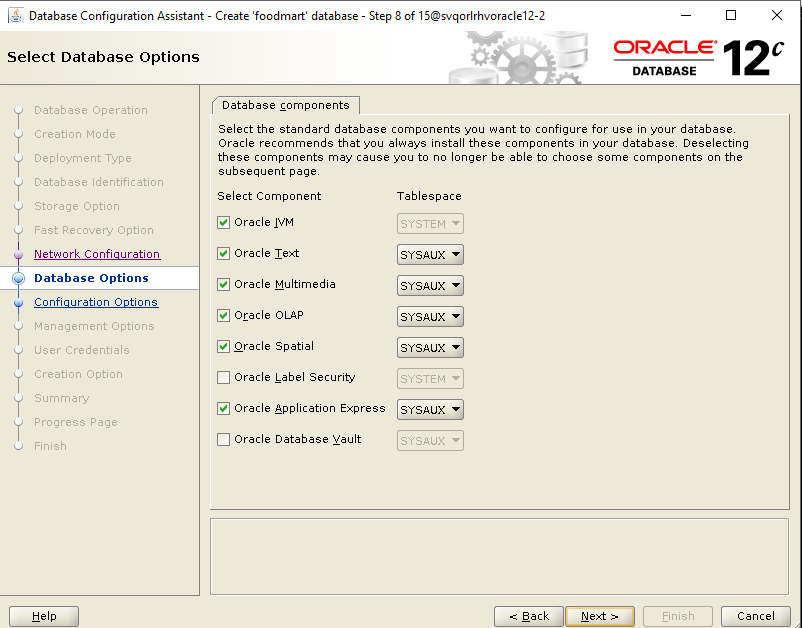 Database Configuration Assistant - Create 'foodmart' database - Step 8 of 15@svqorlrhvoracle12-2
Select Database Options
ORACLE®
DATABASE
12c
Database Operation
Creation Mode
Deployment Type
Database Identification
Storage Option
Fast Recovery Option
Network Configuration
Database Options
Configuration Options
Management Options
User Credentials
Creation Option
Summary
Progress Page
Finish
Database components
Select the standard database components you want to configure for use in your database.
Oracle recommends that you always install these components in your database. Deselecting
these components may cause you to no longer be able to choose some components on the
subsequent page.
Select Component Tablespace
Oracle JVM SYSTEM
Oracle Text SYSAUX
Oracle Multimedia SYSAUX
Oracle OLAP SYSAUX
Oracle Spatial SYSAUX
Oracle Label Security SYSTEM
Oracle Application Express SYSAUX
Oracle Database Vault SYSAUX
Help < Back Next > Finish Cancel